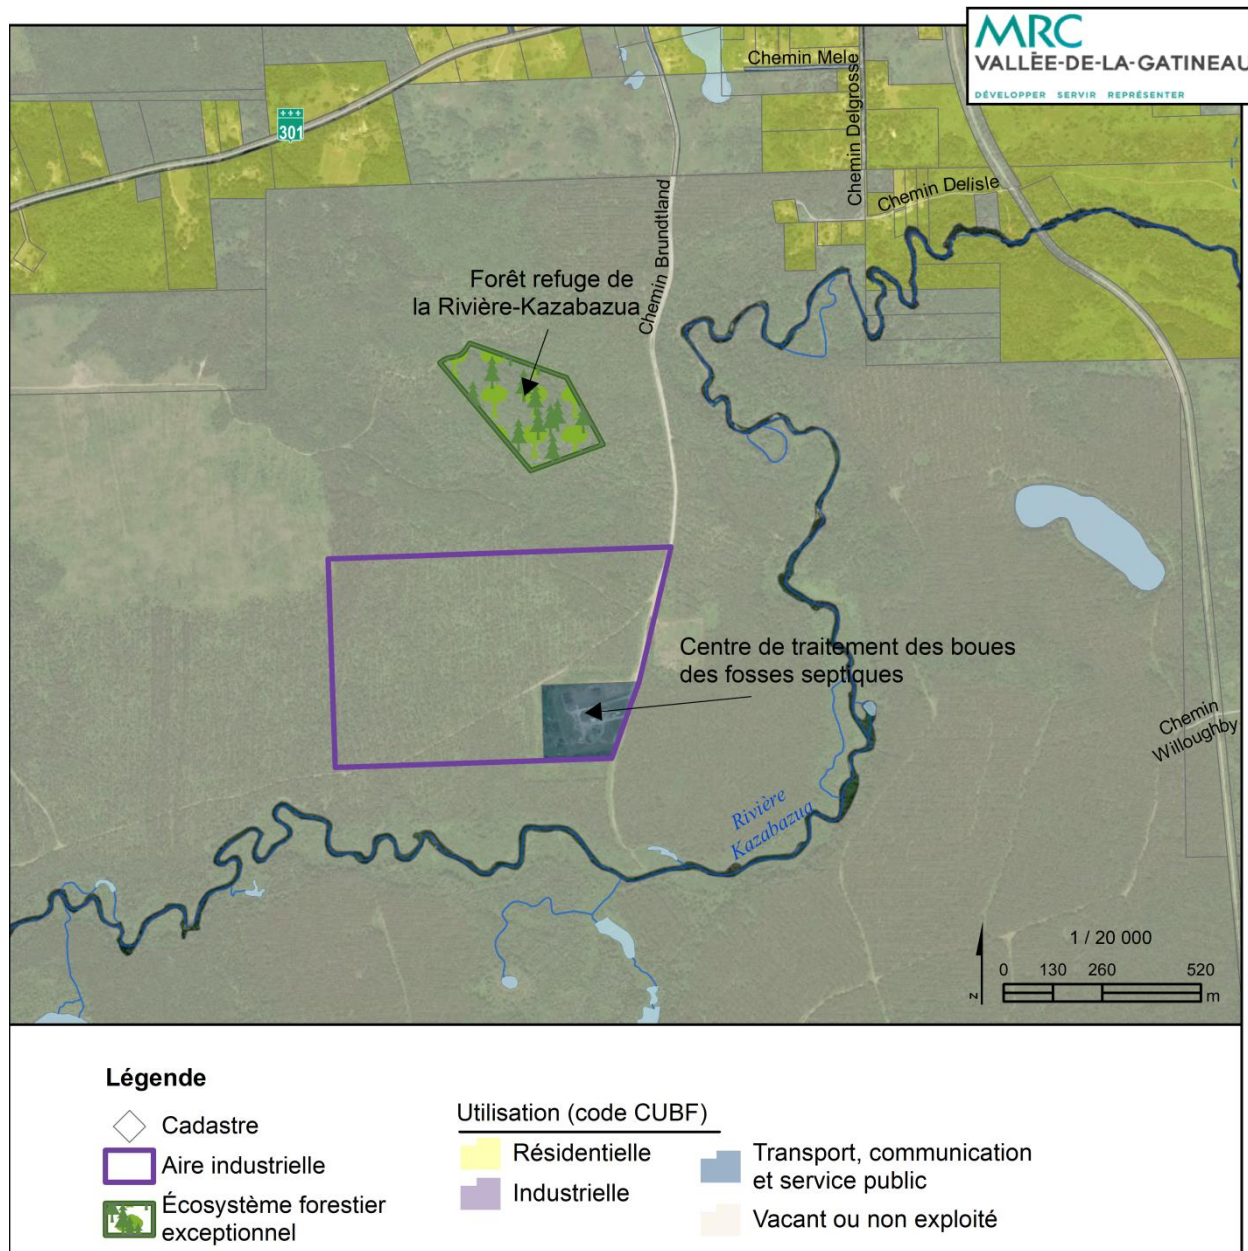 MRC
VALLÉE-DE-LA-GATINEAU
DÉVELOPPER SERVIR REPRÉSENTER
Chemin Mele
Chemin Delgrosse
301
Chemin Delisle
Chemin Brundtland
Forêt refuge de
la Rivière-Kazabazua
Centre de traitement des boues
des fosses septiques
Chemin
Willoughby
Rivière
Kazabazua
1 / 20 000
0 130 260 520
m
N
Légende
Cadastre
Aire industrielle
Écosystème forestier
exceptionnel
Utilisation (code CUBF)
Résidentielle
Industrielle
Transport, communication
et service public
Vacant ou non exploité